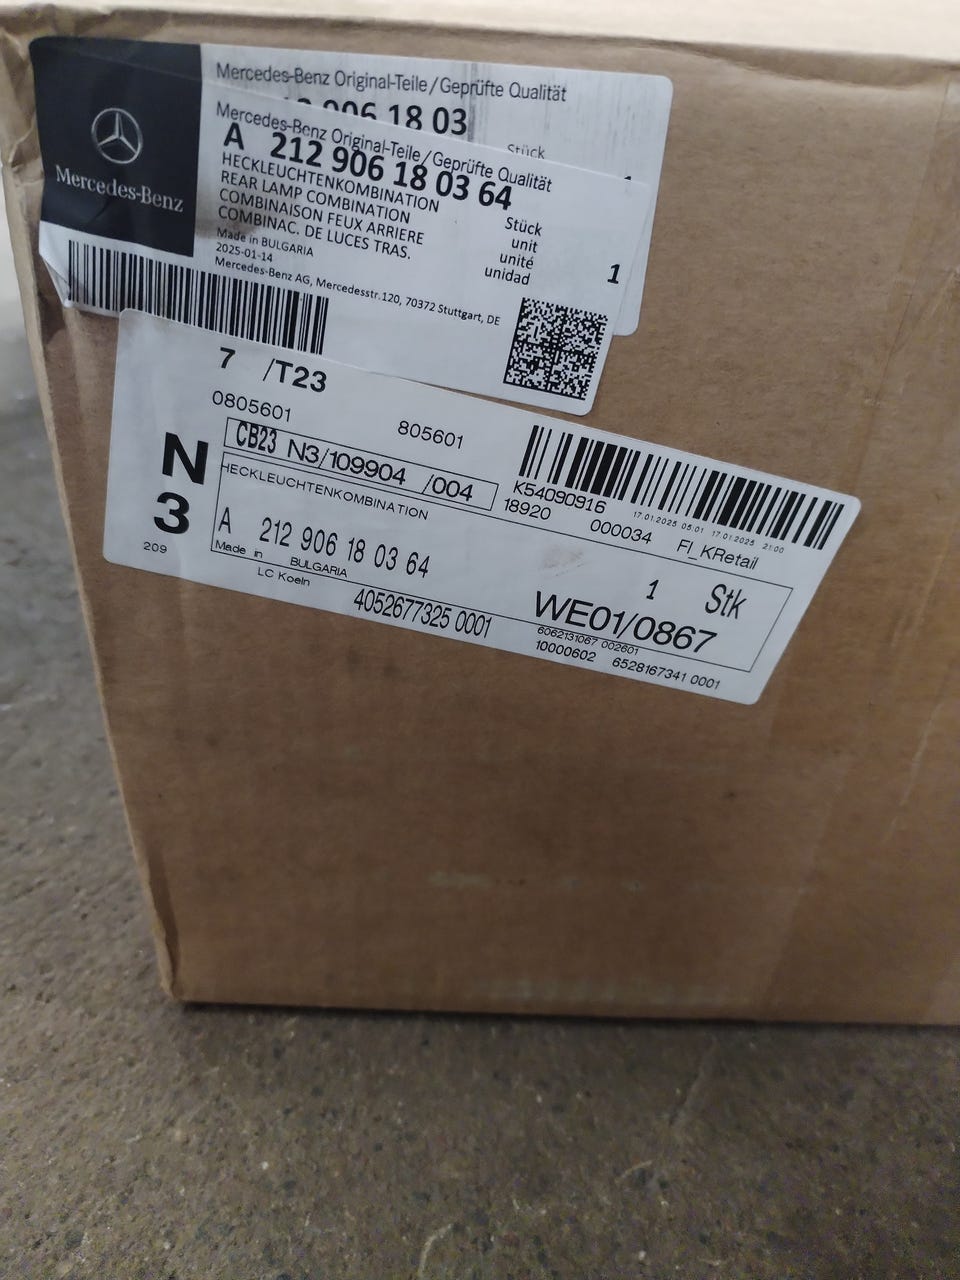 Mercedes-Benz
Mercedes-Benz Original-Teile/Geprüfte Qualität
906 18 03
Stück
Mercedes-Benz Original-Teile/Geprüfte Qualität
A 212 906 18 03 64
HECKLEUCHTENKOMBINATION
REAR LAMP COMBINATION
COMBINAISON FEUX ARRIERE
COMBINAC. DE LUCES TRAS.
Stück
unit
unité
unidad
1
Made in BULGARIA
2025-01-14
Mercedes-Benz AG, Mercedesstr.120, 70372 Stuttgart, DE
7 /T23
0805601 805601
N
3
209
CB23 N3/109904 /004
K54090916
17.01.2025 05:01 17.01.2025 21:00
18920 000034 FI_KRetail
HECKLEUCHTENKOMBINATION
A 212 906 18 03 64
1 Stk
Made in BULGARIA
LC Koeln
WE01/0867
4052677325 0001
6062131067 002601
10000602 6528167341 0001